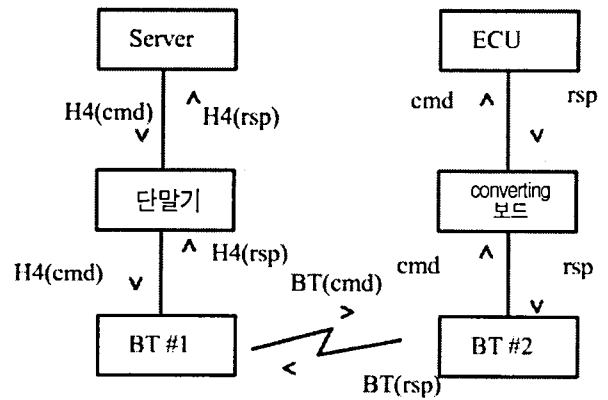 Server
ECU
H4(cmd)
H4(rsp)
cmd
rsp
단말기
converting
보드
H4(cmd)
H4(rsp)
cmd
rsp
BT(cmd)
BT #1
BT #2
BT(rsp)